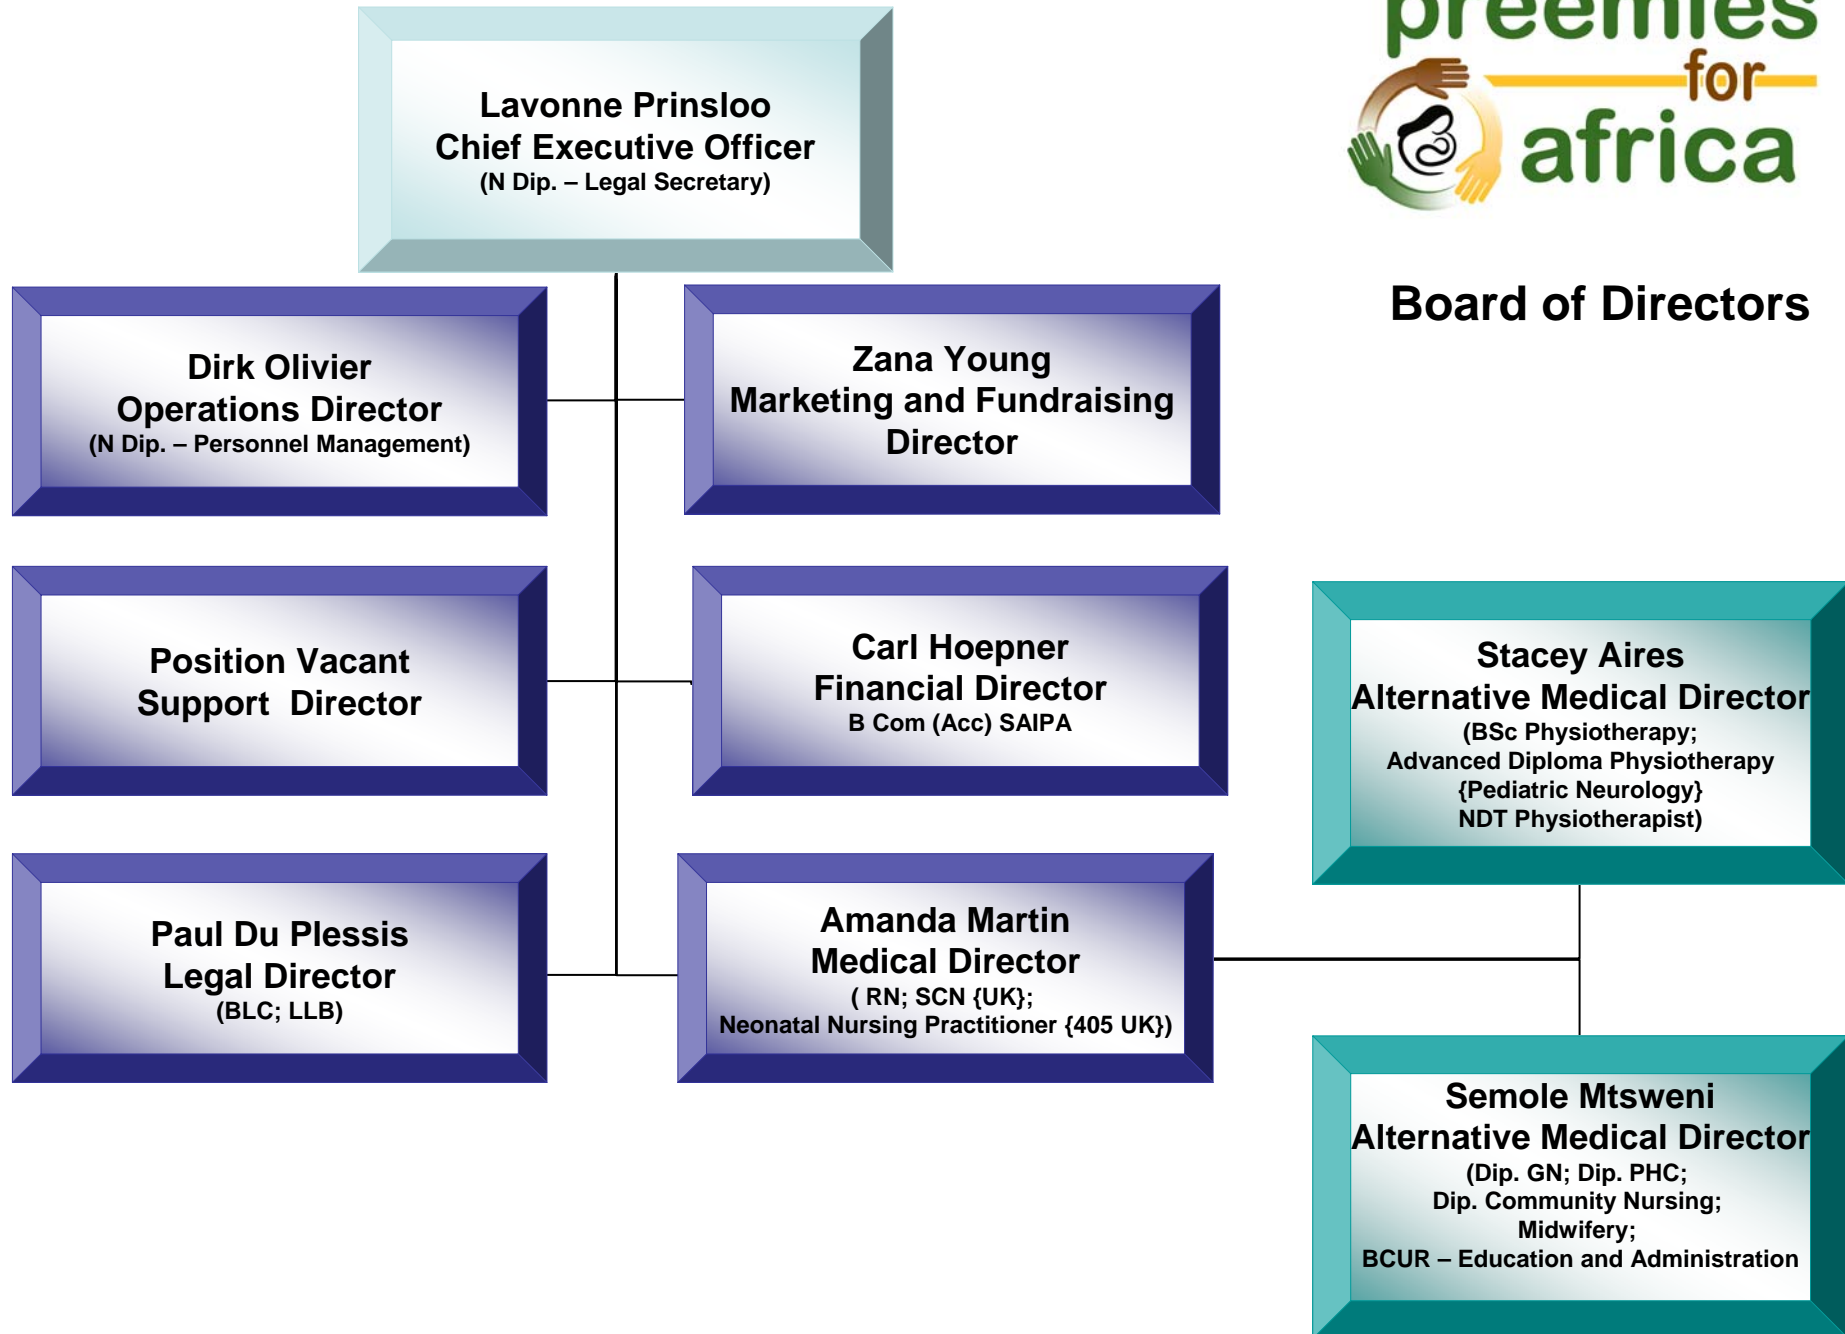 preemies
for
africa
Board of Directors
Lavonne Prinsloo
Chief Executive Officer
(N Dip. – Legal Secretary)
Dirk Olivier
Operations Director
(N Dip. – Personnel Management)
Zana Young
Marketing and Fundraising
Director
Position Vacant
Support  Director
Carl Hoepner
Financial Director
B Com (Acc) SAIPA
Stacey Aires
Alternative Medical Director
(BSc Physiotherapy;
Advanced Diploma Physiotherapy
{Pediatric Neurology}
NDT Physiotherapist)
Paul Du Plessis
Legal Director
(BLC; LLB)
Amanda Martin
Medical Director
( RN; SCN {UK};
Neonatal Nursing Practitioner {405 UK})
Semole Mtsweni
Alternative Medical Director
(Dip. GN; Dip. PHC;
Dip. Community Nursing;
Midwifery;
BCUR – Education and Administration